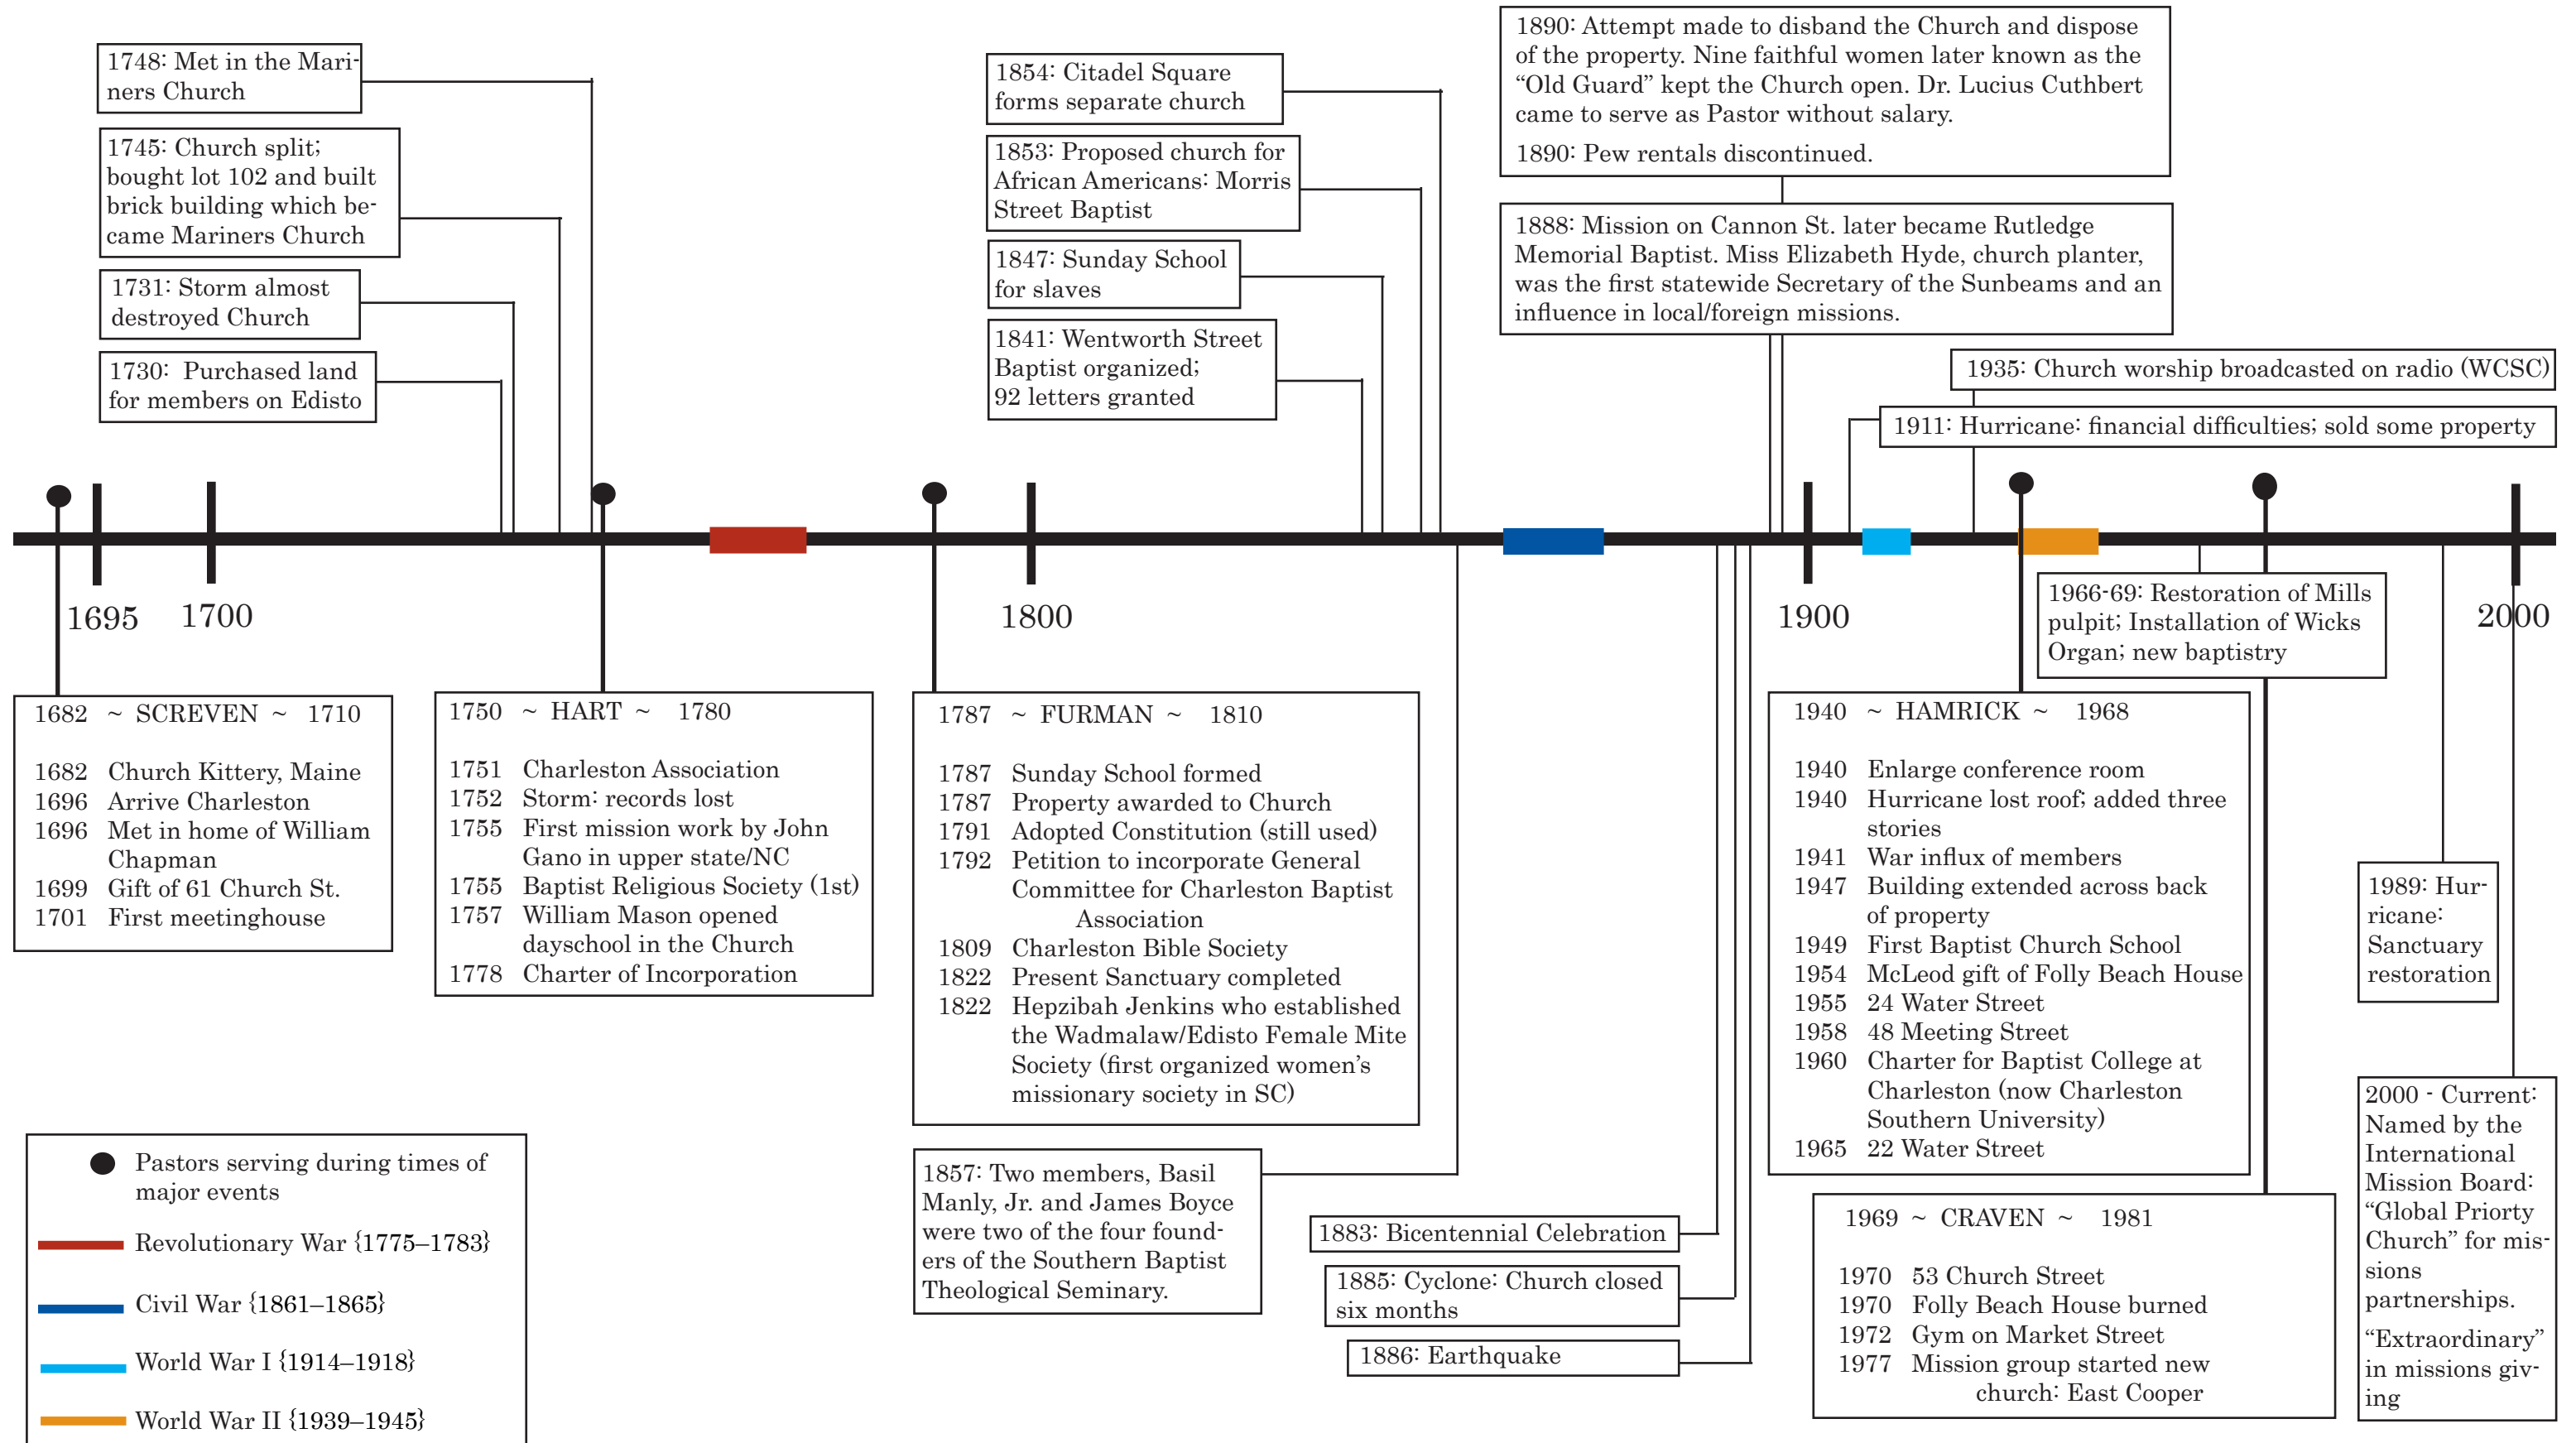 1748: Met in the Mari-
ners Church
1745: Church split;
bought lot 102 and built
brick building which be-
came Mariners Church
1731: Storm almost
destroyed Church
1730: Purchased land
for members on Edisto
1854: Citadel Square
forms separate church
1853: Proposed church for
African Americans: Morris
Street Baptist
1847: Sunday School
for slaves
1841: Wentworth Street
Baptist organized;
92 letters granted
1890: Attempt made to disband the Church and dispose
of the property. Nine faithful women later known as the
“Old Guard” kept the Church open. Dr. Lucius Cuthbert
came to serve as Pastor without salary.
1890: Pew rentals discontinued.
1888: Mission on Cannon St. later became Rutledge
Memorial Baptist. Miss Elizabeth Hyde, church planter,
was the first statewide Secretary of the Sunbeams and an
influence in local/foreign missions.
1935: Church worship broadcasted on radio (WCSC)
1911: Hurricane: financial difficulties; sold some property
1695
1700
1800
1900
2000
1966-69: Restoration of Mills
pulpit; Installation of Wicks
Organ; new baptistry
1682 ~ SCREVEN ~ 1710
1682 Church Kittery, Maine
1696 Arrive Charleston
1696 Met in home of William
Chapman
1699 Gift of 61 Church St.
1701 First meetinghouse
1750 ~ HART ~ 1780
1751 Charleston Association
1752 Storm: records lost
1755 First mission work by John
Gano in upper state/NC
1755 Baptist Religious Society (1st)
1757 William Mason opened
dayschool in the Church
1778 Charter of Incorporation
1787 ~ FURMAN ~ 1810
1787 Sunday School formed
1787 Property awarded to Church
1791 Adopted Constitution (still used)
1792 Petition to incorporate General
Committee for Charleston Baptist
Association
1809 Charleston Bible Society
1822 Present Sanctuary completed
1822 Hepzibah Jenkins who established
the Wadmalaw/Edisto Female Mite
Society (first organized women’s
missionary society in SC)
1940 ~ HAMRICK ~ 1968
1940 Enlarge conference room
1940 Hurricane lost roof; added three
stories
1941 War influx of members
1947 Building extended across back
of property
1949 First Baptist Church School
1954 McLeod gift of Folly Beach House
1955 24 Water Street
1958 48 Meeting Street
1960 Charter for Baptist College at
Charleston (now Charleston
Southern University)
1965 22 Water Street
1989: Hur-
ricane:
Sanctuary
restoration
2000 - Current:
Named by the
International
Mission Board:
“Global Priorty
Church” for mis-
sions
partnerships.
“Extraordinary”
in missions giv-
ing
1857: Two members, Basil
Manly, Jr. and James Boyce
were two of the four found-
ers of the Southern Baptist
Theological Seminary.
1883: Bicentennial Celebration
1885: Cyclone: Church closed
six months
1886: Earthquake
1969 ~ CRAVEN ~ 1981
1970 53 Church Street
1970 Folly Beach House burned
1972 Gym on Market Street
1977 Mission group started new
church: East Cooper
Pastors serving during times of
major events
Revolutionary War {1775–1783}
Civil War {1861–1865}
World War I {1914–1918}
World War II {1939–1945}